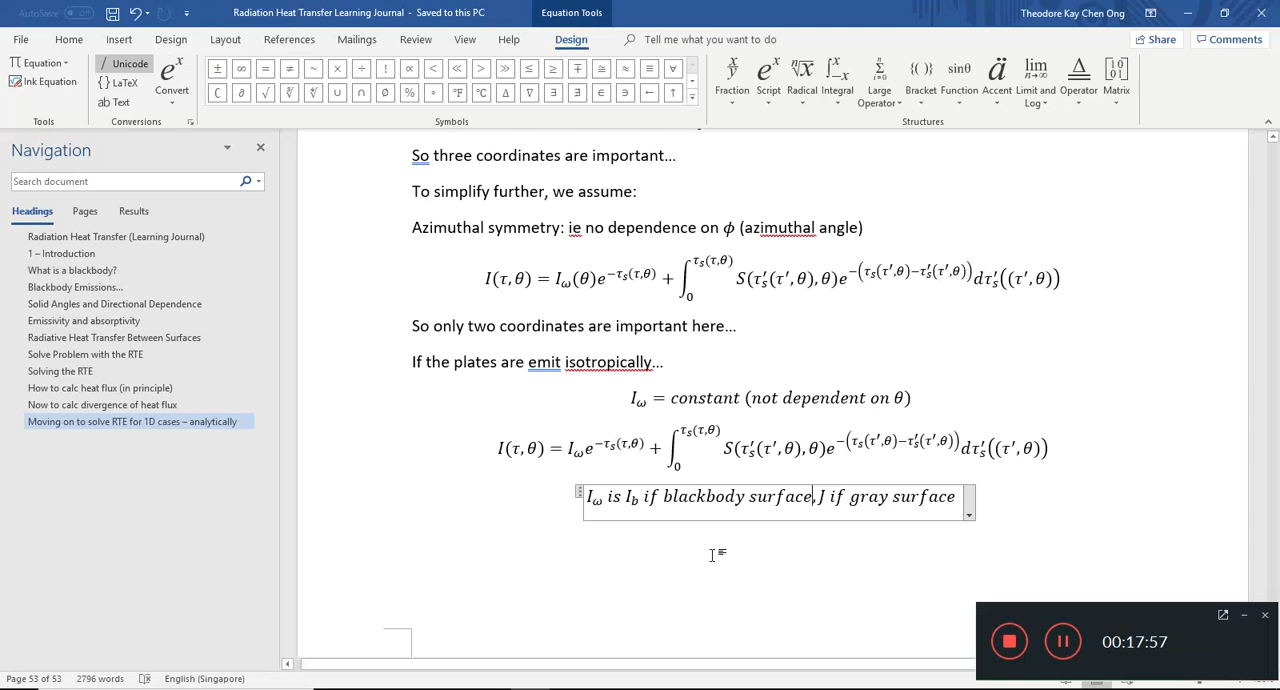 AutoSave Off
Radiation Heat Transfer Learning Journal - Saved to this PC
Equation Tools
Theodore Kay Chen Ong
File Home Insert Design Layout References Mailings Review View Help Design Tell me what you want to do Share Comments
Equation
Ink Equation
Unicode
LaTeX
Text
Convert
± ∞ = ≠ ~ × ÷ ! ∝ < ≪ > ≫ ≤ ≥ ∓ ≅ ≈ ≡ ∀
∁ ∂ √ ∛ ∜ ∪ ∩ ∅ % ° ℉ ℃ ∆ ∇ ∃ ∄ ∈ ∋ ← ↑
Fraction Script Radical Integral Large Operator Bracket Function Accent Limit and Log Operator Matrix
Tools Conversions Symbols Structures
Navigation
Search document
Headings Pages Results
Radiation Heat Transfer (Learning Journal)
1 – Introduction
What is a blackbody?
Blackbody Emissions...
Solid Angles and Directional Dependence
Emissivity and absorptivity
Radiative Heat Transfer Between Surfaces
Solve Problem with the RTE
Solving the RTE
How to calc heat flux (in principle)
Now to calc divergence of heat flux
Moving on to solve RTE for 1D cases – analytically
So three coordinates are important...
To simplify further, we assume:
Azimuthal symmetry: ie no dependence on ϕ (azimuthal angle)
I(τ, θ) = I_ω(θ)e^{−τ_s(τ,θ)} + ∫_0^{τ_s(τ,θ)} S(τ_s′(τ′, θ), θ)e^{−(τ_s(τ′,θ)−τ_s′(τ′,θ))} dτ_s′((τ′, θ))
So only two coordinates are important here...
If the plates are emit isotropically...
I_ω = constant (not dependent on θ)
I(τ, θ) = I_ω e^{−τ_s(τ,θ)} + ∫_0^{τ_s(τ,θ)} S(τ_s′(τ′, θ), θ)e^{−(τ_s(τ′,θ)−τ_s′(τ′,θ))} dτ_s′((τ′, θ))
I_ω is I_b if blackbody surface, J if gray surface
00:17:57
Page 53 of 53 2796 words English (Singapore)